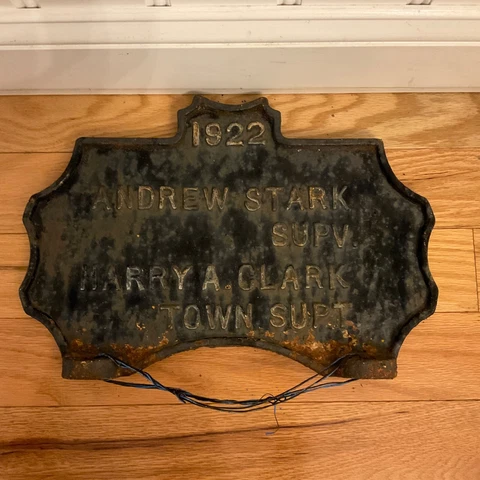 1922
ANDREW STARK
SUPV.
HARRY A. CLARK
TOWN SUPT